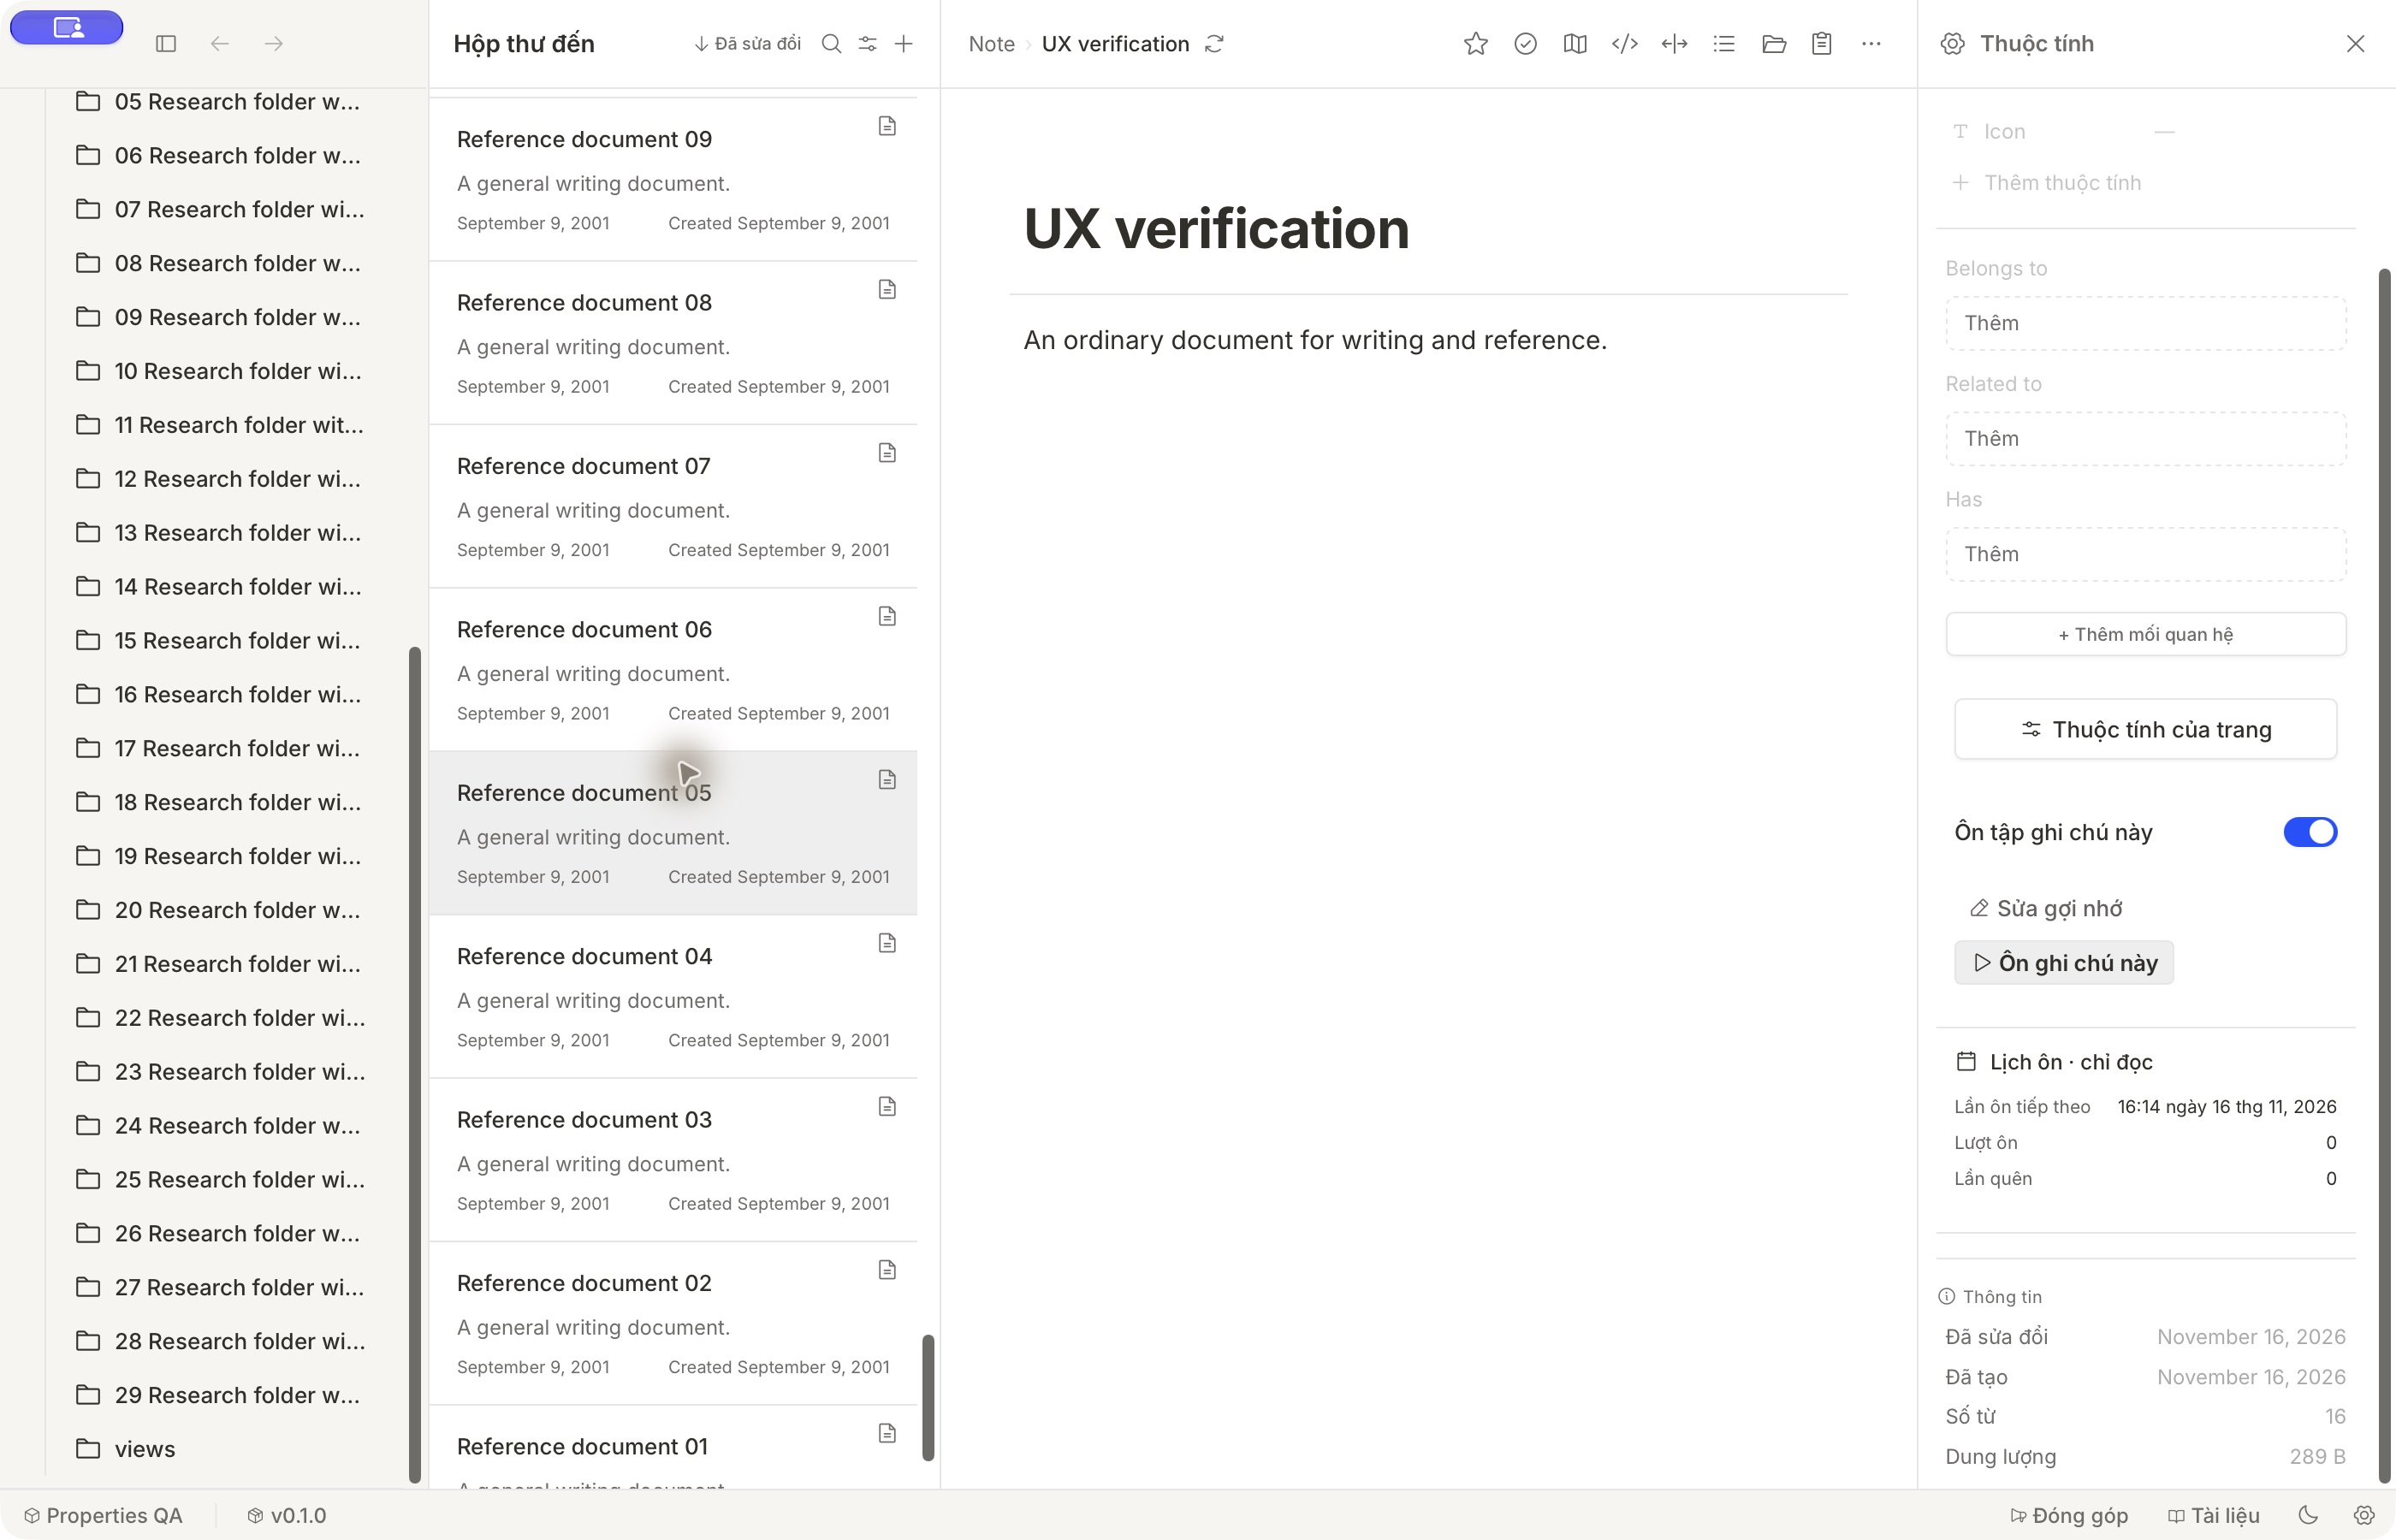 Hộp thư đến
Đã sửa đổi
Note › UX verification
Thuộc tính
05 Research folder w...
06 Research folder w...
07 Research folder wi...
08 Research folder w...
09 Research folder w...
10 Research folder wi...
11 Research folder wit...
12 Research folder wi...
13 Research folder wi...
14 Research folder wi...
15 Research folder wi...
16 Research folder wi...
17 Research folder wi...
18 Research folder wi...
19 Research folder wi...
20 Research folder w...
21 Research folder wi...
22 Research folder wi...
23 Research folder wi...
24 Research folder w...
25 Research folder wi...
26 Research folder w...
27 Research folder wi...
28 Research folder wi...
29 Research folder w...
views
Reference document 09
A general writing document.
September 9, 2001 Created September 9, 2001
Reference document 08
A general writing document.
September 9, 2001 Created September 9, 2001
Reference document 07
A general writing document.
September 9, 2001 Created September 9, 2001
Reference document 06
A general writing document.
September 9, 2001 Created September 9, 2001
Reference document 05
A general writing document.
September 9, 2001 Created September 9, 2001
Reference document 04
A general writing document.
September 9, 2001 Created September 9, 2001
Reference document 03
A general writing document.
September 9, 2001 Created September 9, 2001
Reference document 02
A general writing document.
September 9, 2001 Created September 9, 2001
Reference document 01
A general writing document.
UX verification
An ordinary document for writing and reference.
Icon —
+ Thêm thuộc tính
Belongs to
Thêm
Related to
Thêm
Has
Thêm
+ Thêm mối quan hệ
Thuộc tính của trang
Ôn tập ghi chú này
Sửa gợi nhớ
Ôn ghi chú này
Lịch ôn · chỉ đọc
Lần ôn tiếp theo 16:14 ngày 16 thg 11, 2026
Lượt ôn 0
Lần quên 0
Thông tin
Đã sửa đổi November 16, 2026
Đã tạo November 16, 2026
Số từ 16
Dung lượng 289 B
Properties QA
v0.1.0
Đóng góp
Tài liệu